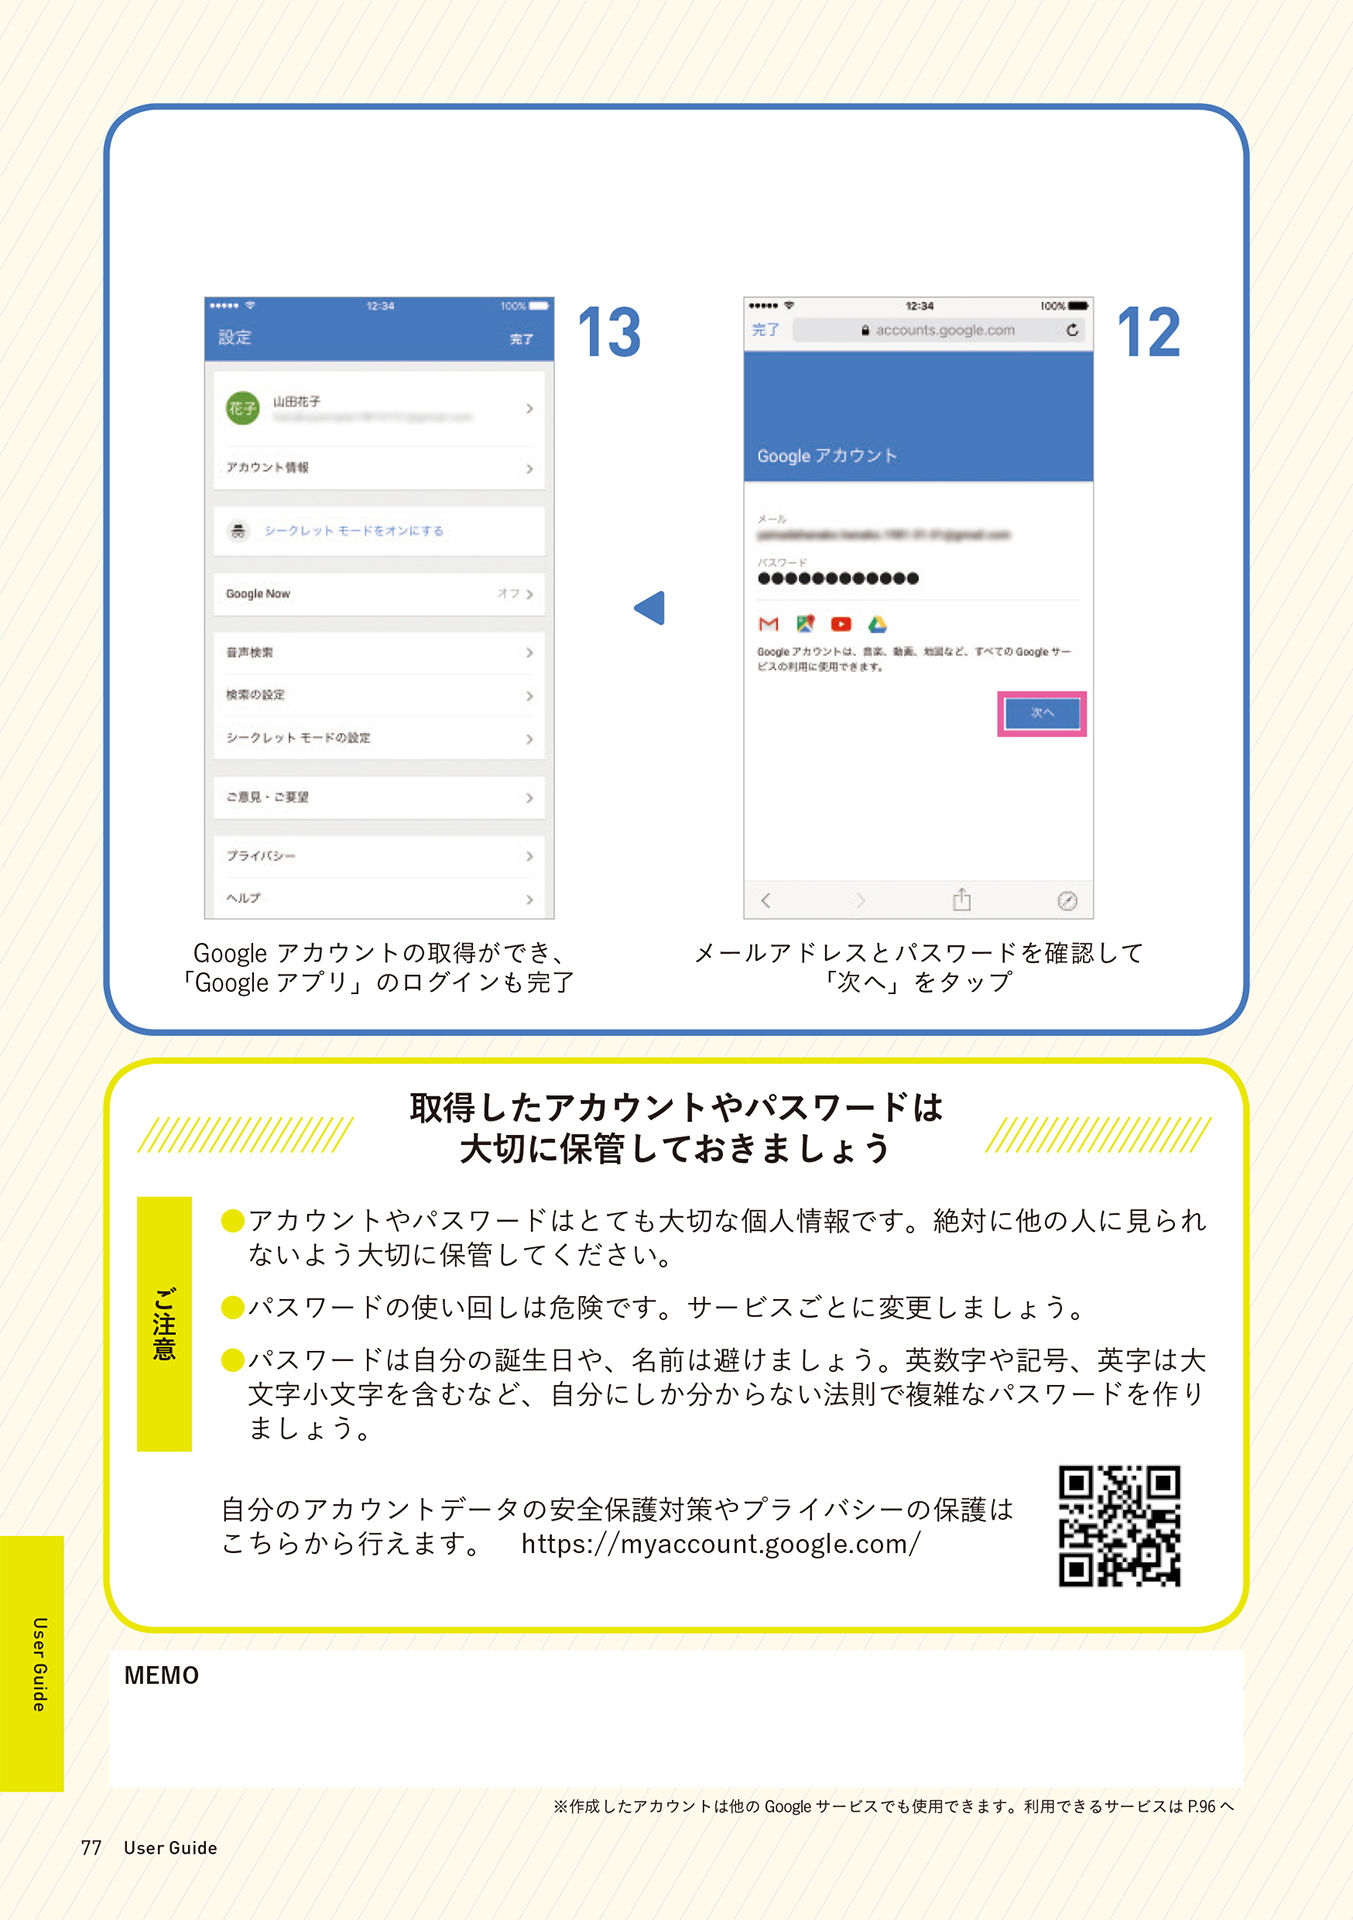 12
12:34
100%
完了
accounts.google.com
Google アカウント
メール
パスワード
Google アカウントは、音楽、動画、地図など、すべての Google サー
ビスの利用に使用できます。
次へ
メールアドレスとパスワードを確認して
「次へ」をタップ
13
12:34
100%
設定
完了
花子
山田花子
アカウント情報
シークレット モードをオンにする
Google Now
オフ
音声検索
検索の設定
シークレット モードの設定
ご意見・ご要望
プライバシー
ヘルプ
Google アカウントの取得ができ、
「Google アプリ」のログインも完了
取得したアカウントやパスワードは
大切に保管しておきましょう
ご注意
●アカウントやパスワードはとても大切な個人情報です。絶対に他の人に見られ
ないよう大切に保管してください。
●パスワードの使い回しは危険です。サービスごとに変更しましょう。
●パスワードは自分の誕生日や、名前は避けましょう。英数字や記号、英字は大
文字小文字を含むなど、自分にしか分からない法則で複雑なパスワードを作り
ましょう。
自分のアカウントデータの安全保護対策やプライバシーの保護は
こちらから行えます。 https://myaccount.google.com/
User Guide
MEMO
※作成したアカウントは他の Google サービスでも使用できます。利用できるサービスは P.96 へ
77 User Guide